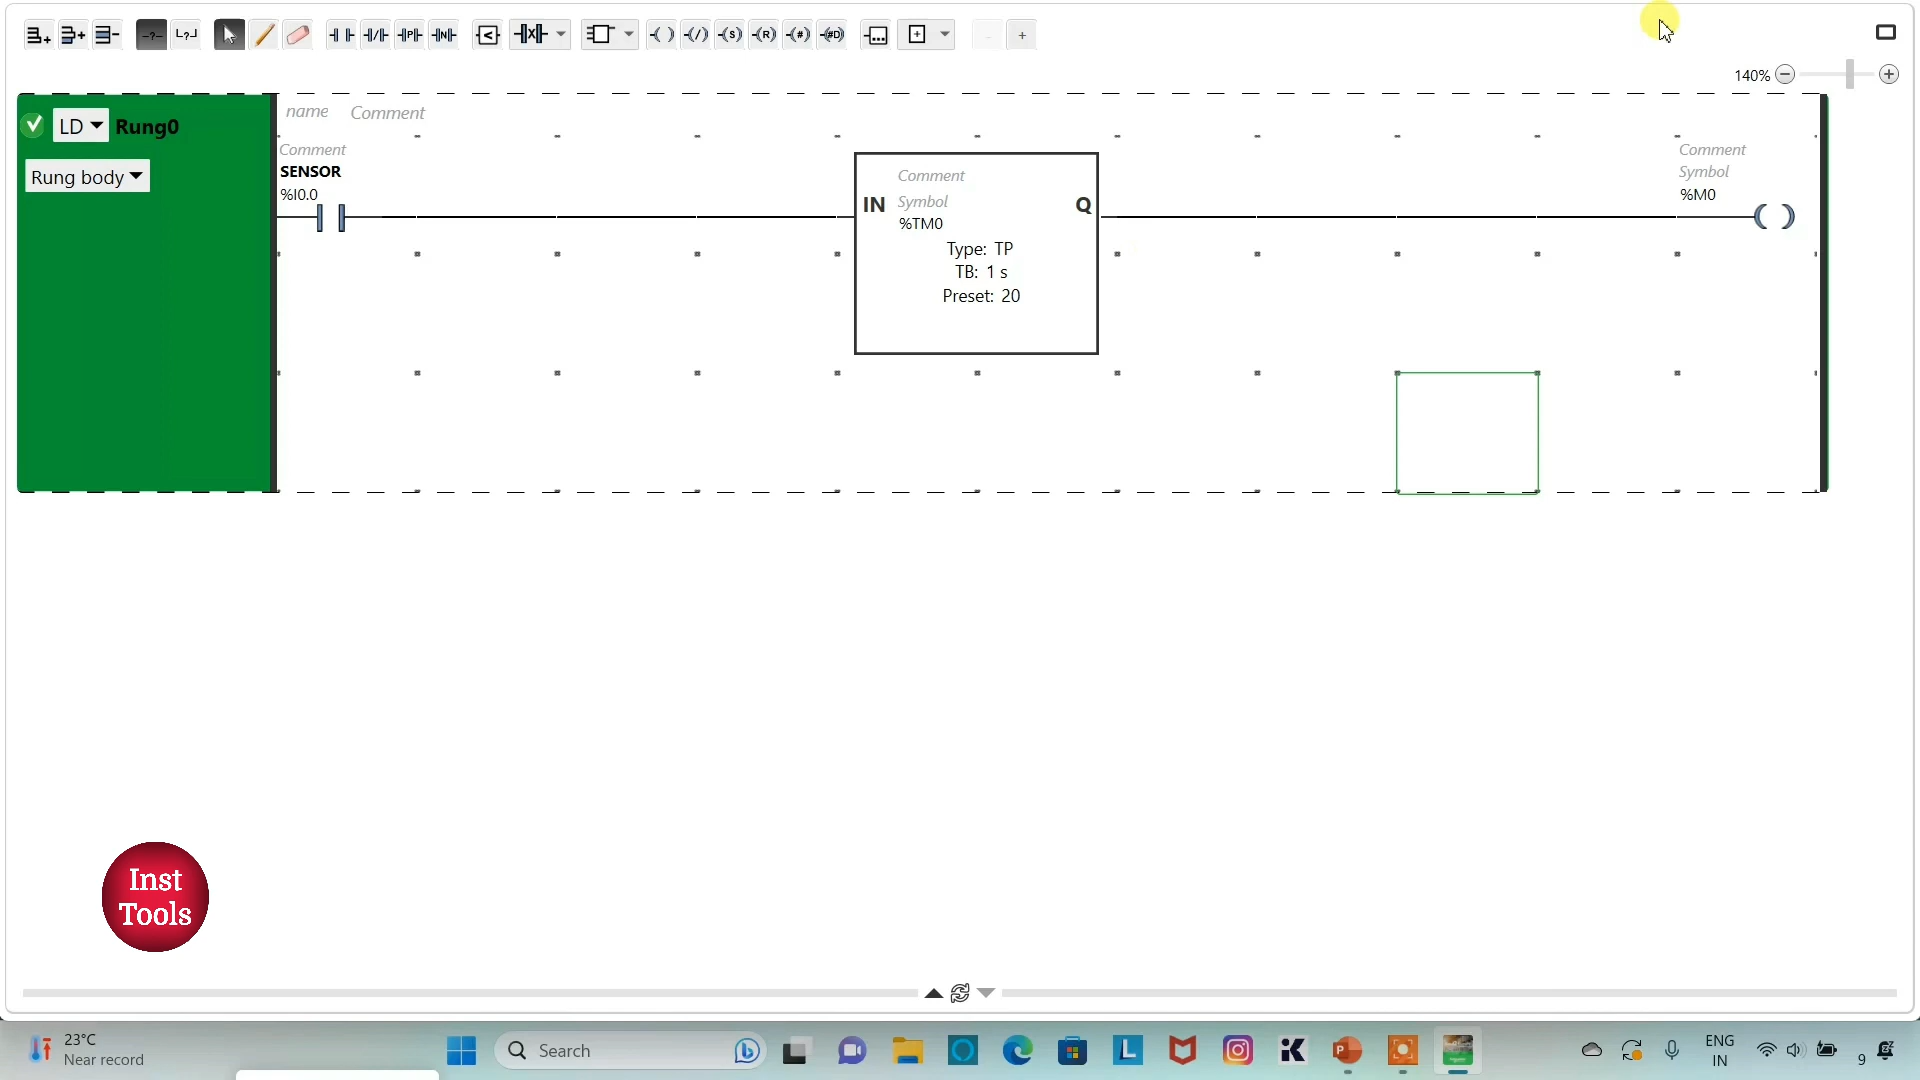 140%
LD
Rung0
Rung body
name Comment
Comment
SENSOR
%I0.0
IN
Comment
Symbol
%TM0
Q
Type: TP
TB: 1 s
Preset: 20
Comment
Symbol
%M0
Inst
Tools
23°C
Near record
Search
ENG
IN
9